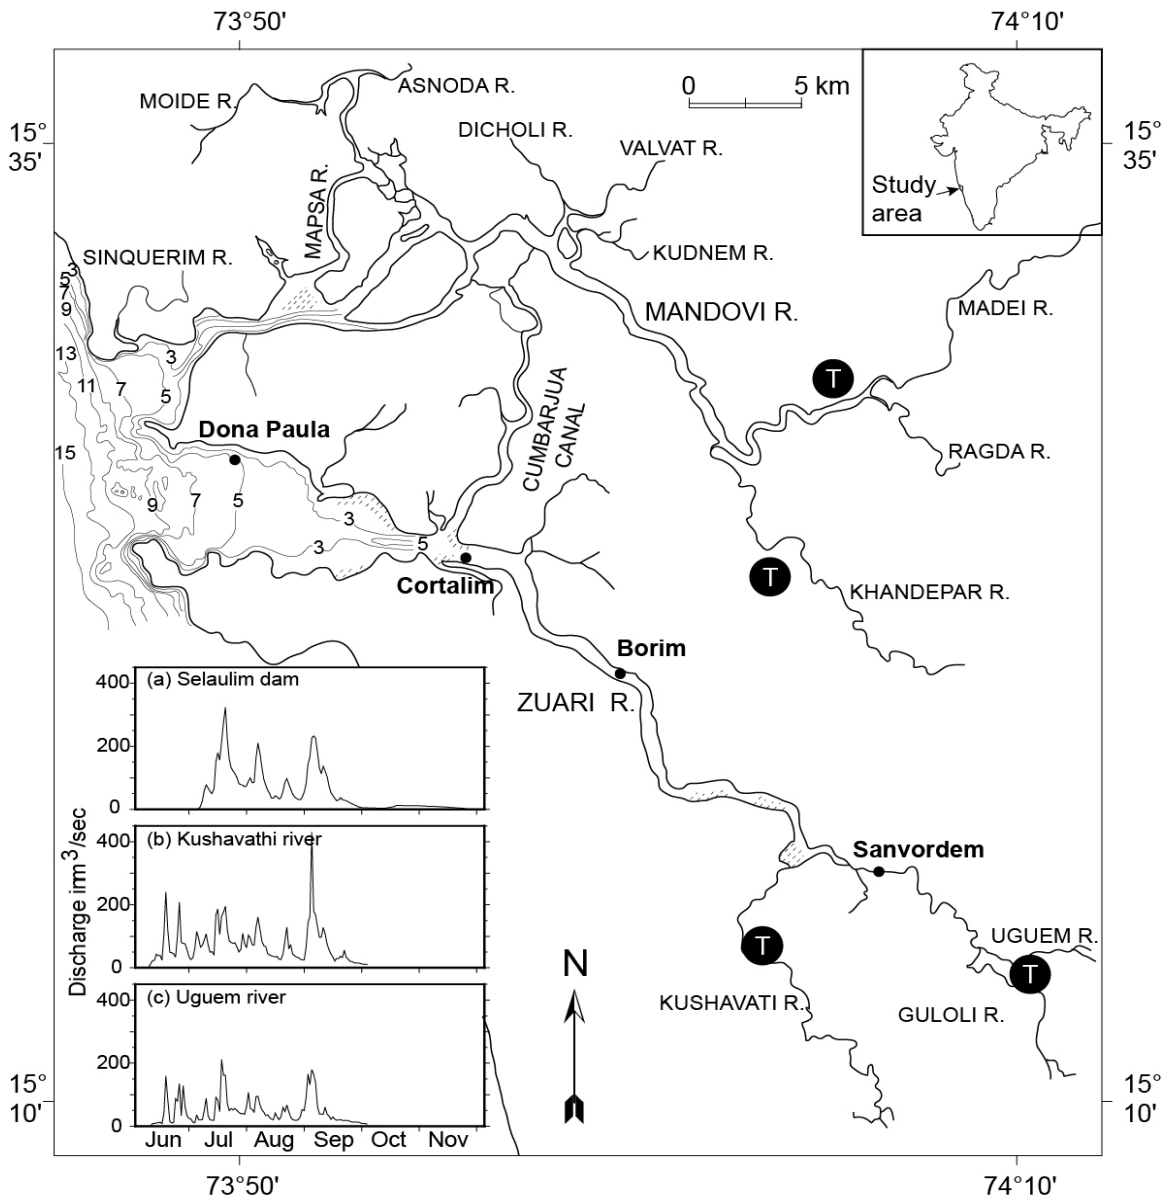 73°50'
74°10'
ASNODA R.
MOIDE R.
0 5 km
DICHOLI R.
15°
35'
15°
35'
VALVAT R.
MAPSA R.
Study
area
SINQUERIM R.
KUDNEM R.
3
5
7
9
MANDOVI R.
MADEI R.
13
3
11
7
5
T
CUMBARJUA
CANAL
Dona Paula
15
RAGDA R.
9
7
5
3
3
5
T
Cortalim
KHANDEPAR R.
Borim
ZUARI R.
(a) Selaulim dam
400
200
0
(b) Kushavathi river
400
200
0
Discharge inm³/sec
Sanvordem
T
UGUEM R.
T
N
KUSHAVATI R.
GULOLI R.
(c) Uguem river
400
200
0
15°
10'
15°
10'
Jun Jul Aug Sep Oct Nov
73°50'
74°10'